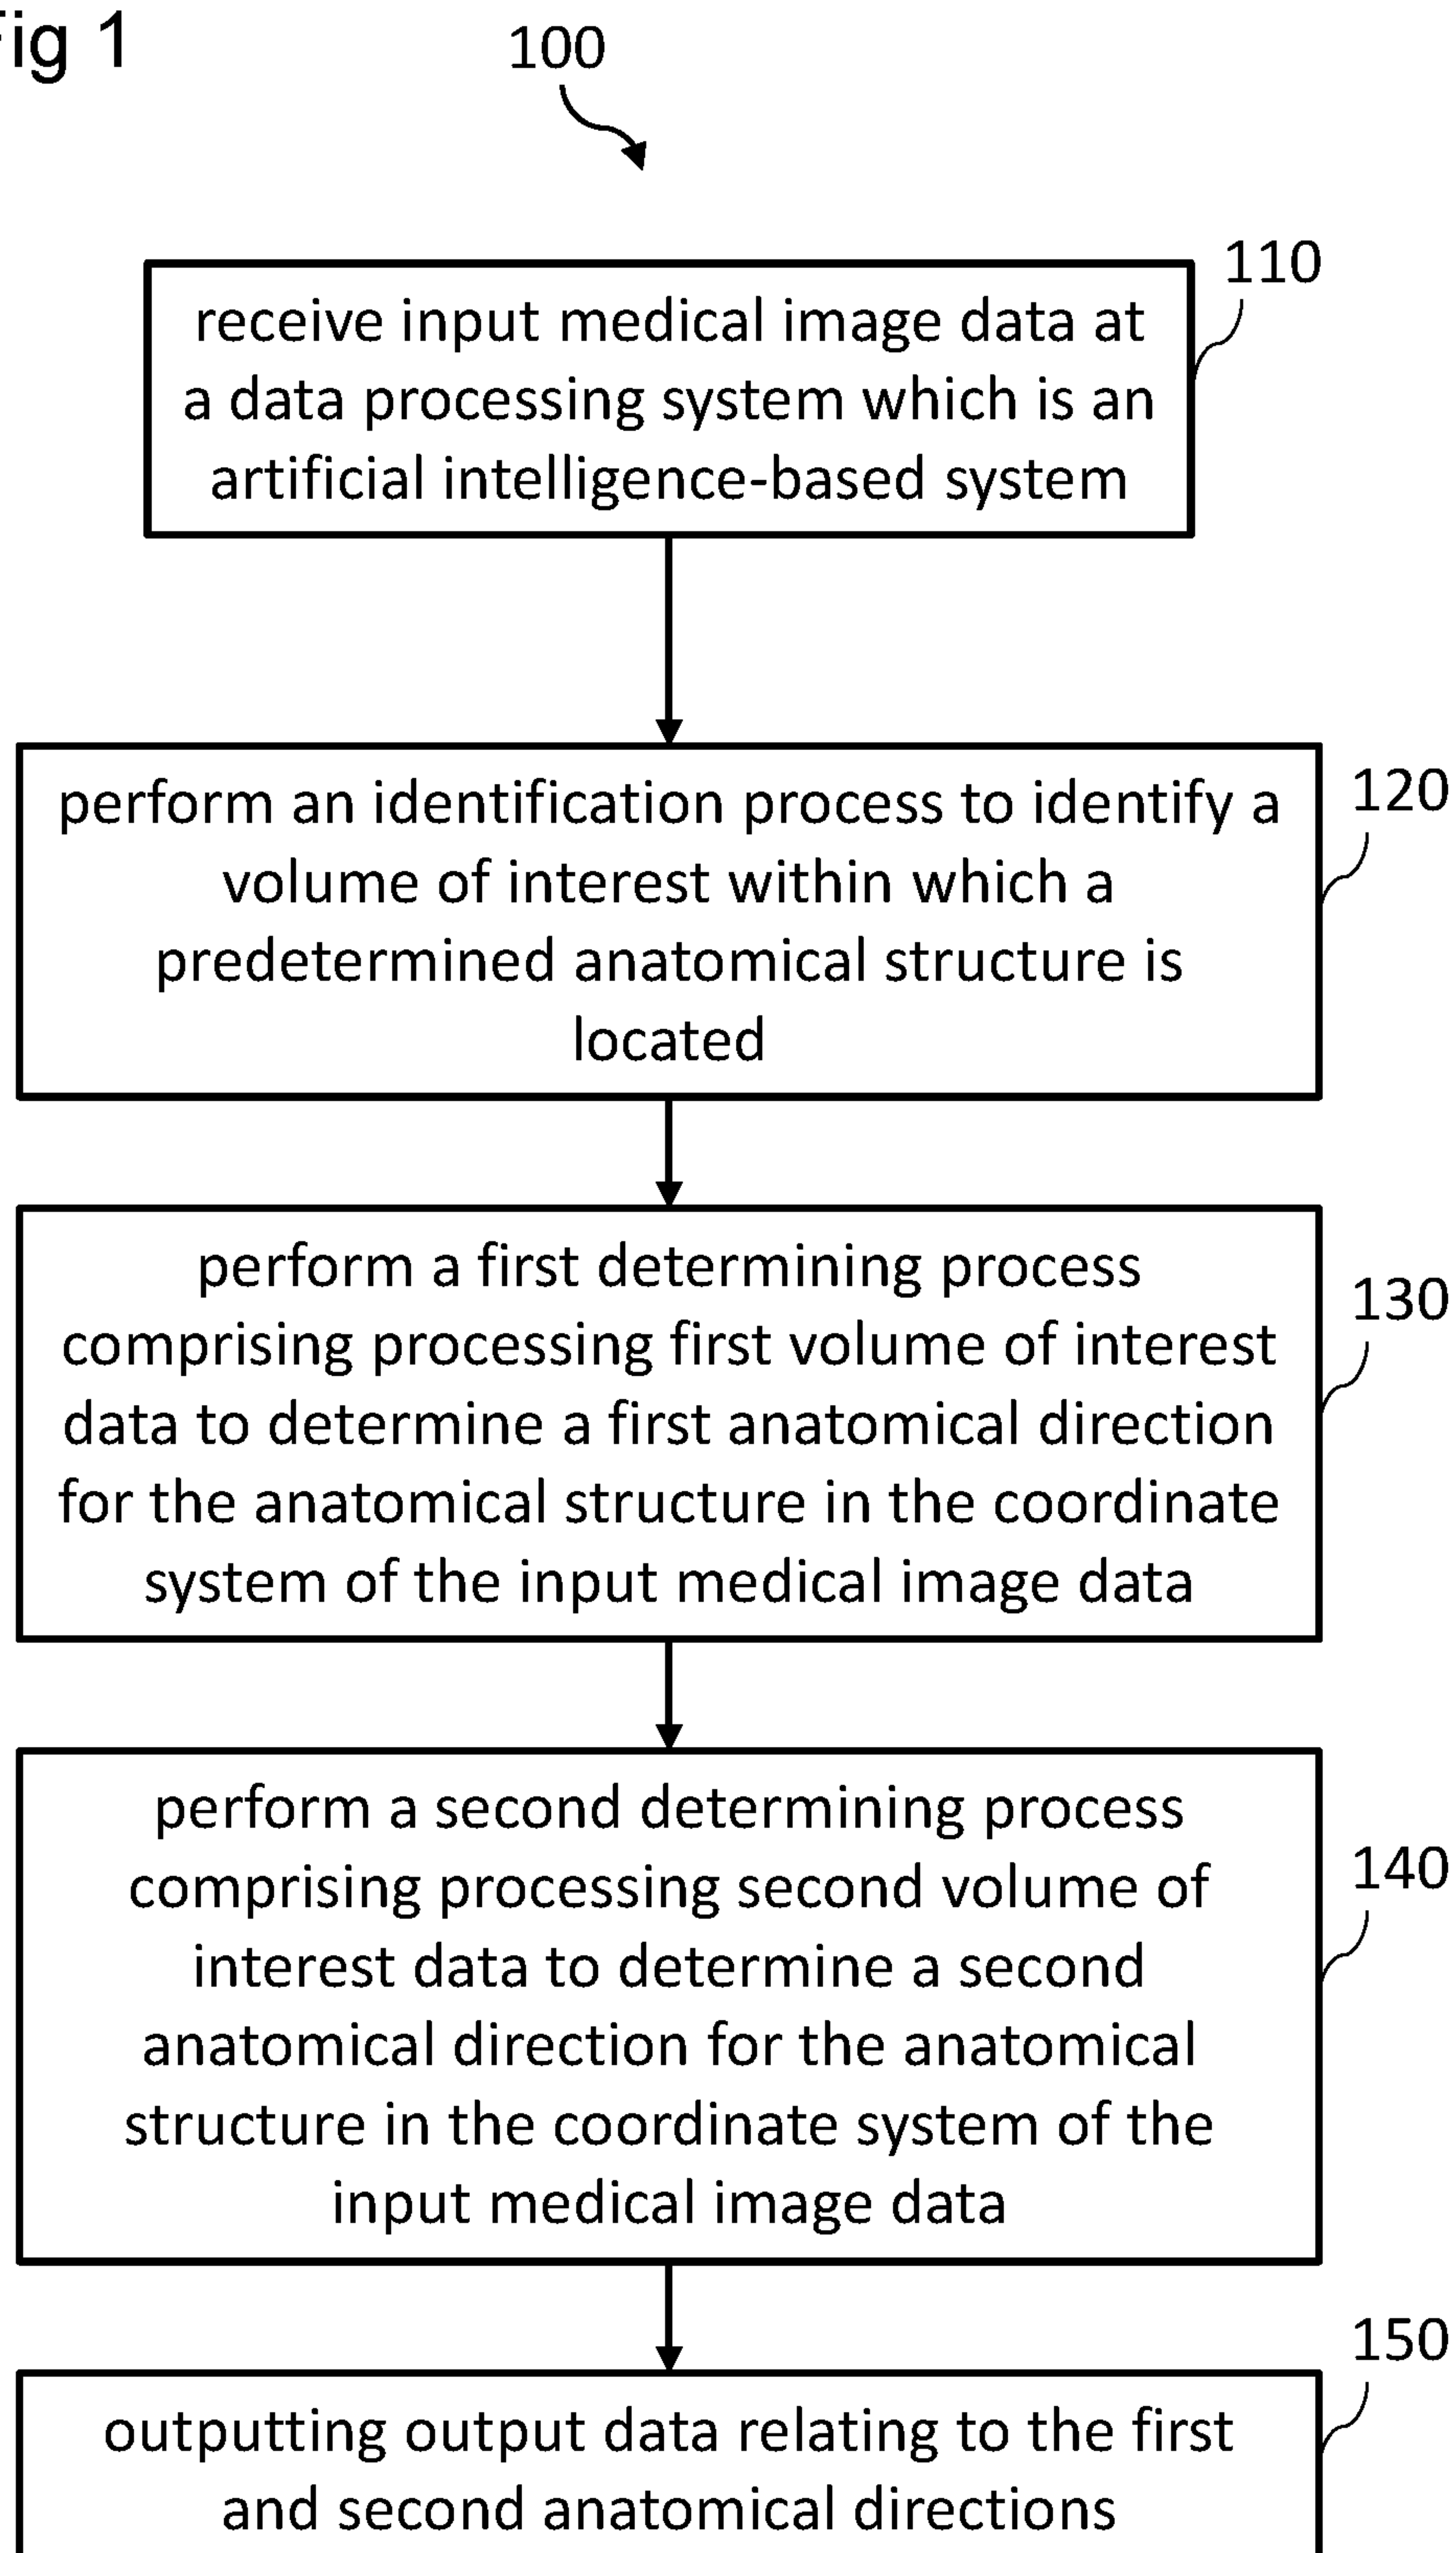 Fig 1
100
110
receive input medical image data at
a data processing system which is an
artificial intelligence-based system
120
perform an identification process to identify a
volume of interest within which a
predetermined anatomical structure is
located
130
perform a first determining process
comprising processing first volume of interest
data to determine a first anatomical direction
for the anatomical structure in the coordinate
system of the input medical image data
140
perform a second determining process
comprising processing second volume of
interest data to determine a second
anatomical direction for the anatomical
structure in the coordinate system of the
input medical image data
150
outputting output data relating to the first
and second anatomical directions